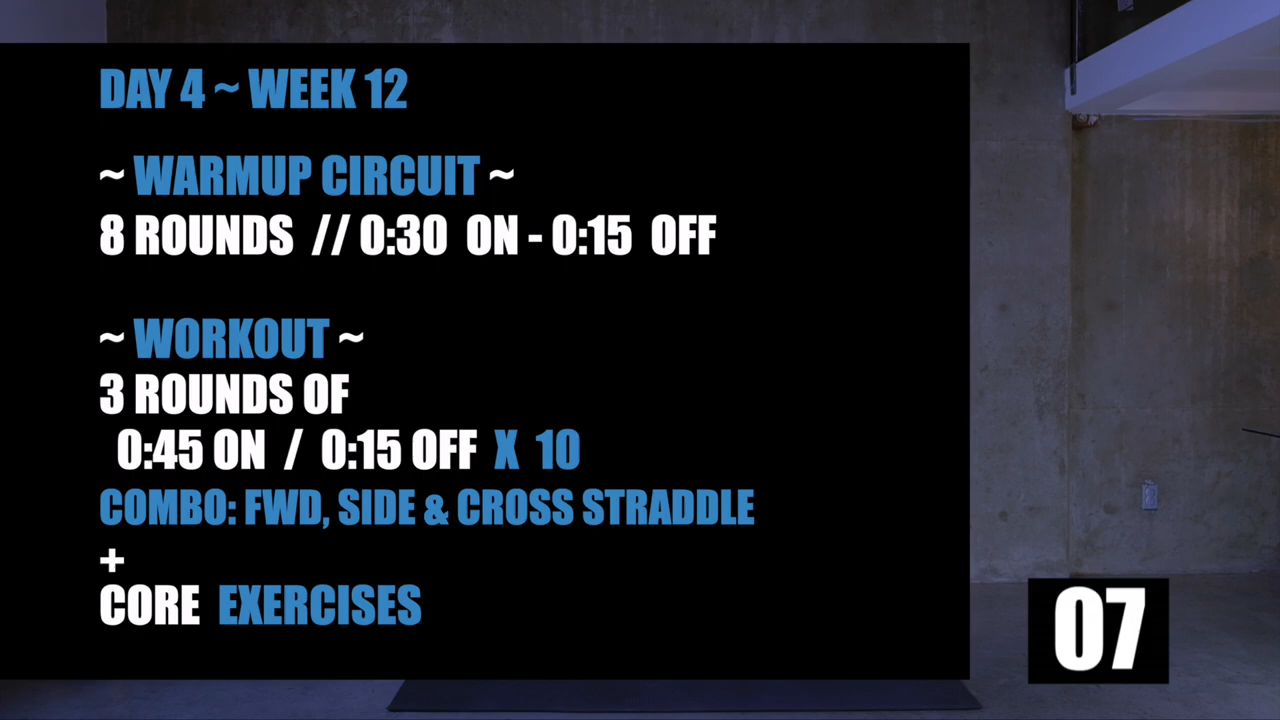 DAY 4 ~ WEEK 12
~ WARMUP CIRCUIT ~
8 ROUNDS // 0:30 ON - 0:15 OFF
~ WORKOUT ~
3 ROUNDS OF
0:45 ON / 0:15 OFF X 10
COMBO: FWD, SIDE & CROSS STRADDLE
+
CORE EXERCISES
07